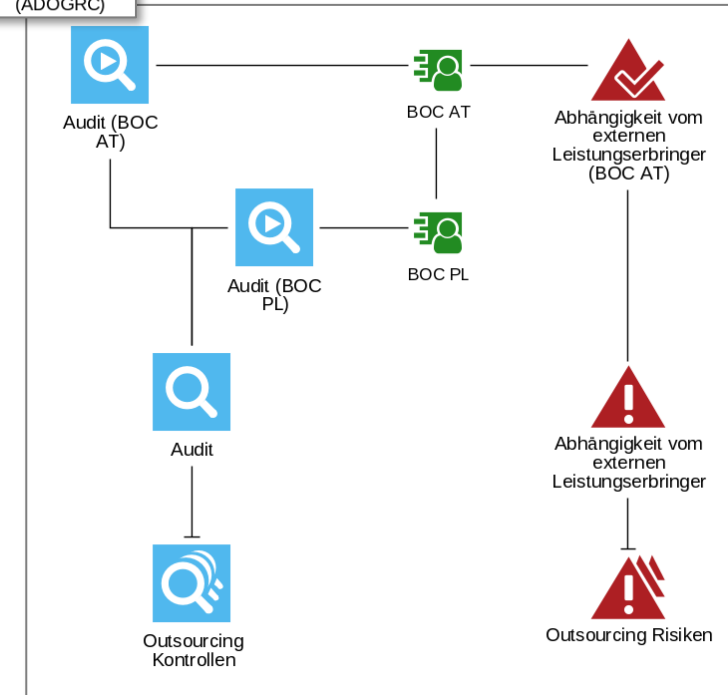 (ADOGRC)
Audit (BOC
AT)
BOC AT
Abhängigkeit vom
externen
Leistungserbringer
(BOC AT)
Audit (BOC
PL)
BOC PL
Audit
Abhängigkeit vom
externen
Leistungserbringer
Outsourcing
Kontrollen
Outsourcing Risiken